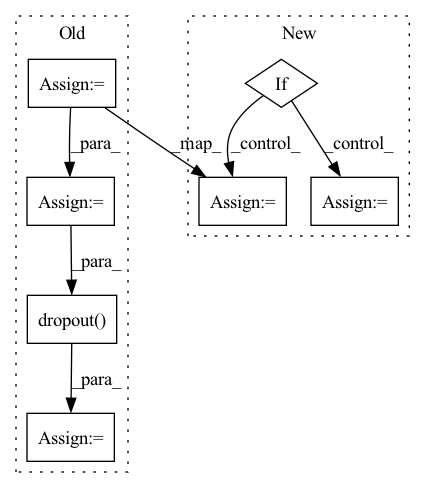 Old
New
Assign:=
If
_para_
_map_
_control_
_control_
Assign:=
Assign:=
Assign:=
_para_
dropout()
_para_
Assign:=